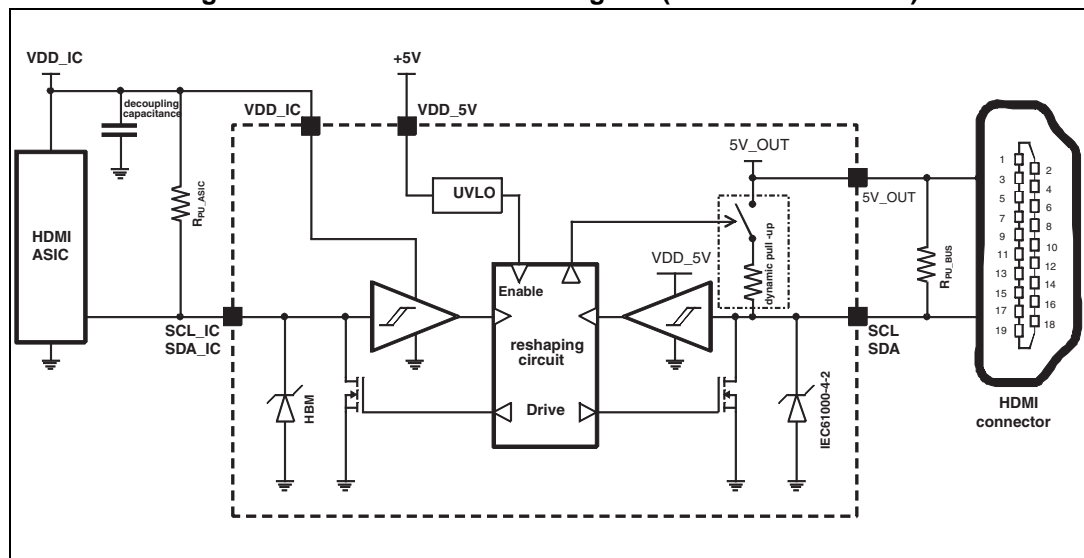 VDD_IC
+5V
decoupling
capacitance
VDD_IC
VDD_5V
5V_OUT
5V_OUT
UVLO
RPU_ASIC
HDMI
ASIC
VDD_5V
dynamic pull -up
RPU_BUS
Enable
SCL_IC
SDA_IC
reshaping
circuit
SCL
SDA
HBM
Drive
IEC61000-4-2
1
2
3
4
5
6
7
8
9
10
11
12
13
14
15
16
17
18
19
HDMI
connector